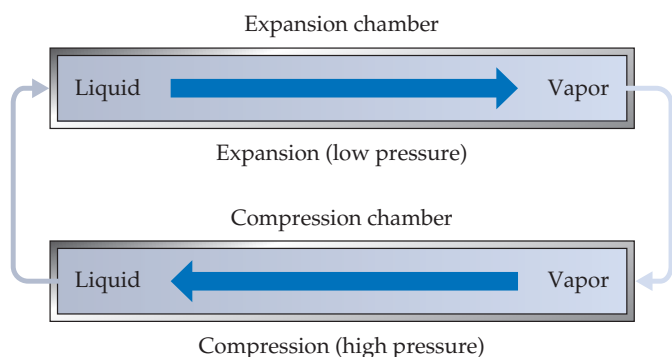 Expansion chamber
Liquid Vapor
Expansion (low pressure)
Compression chamber
Liquid Vapor
Compression (high pressure)